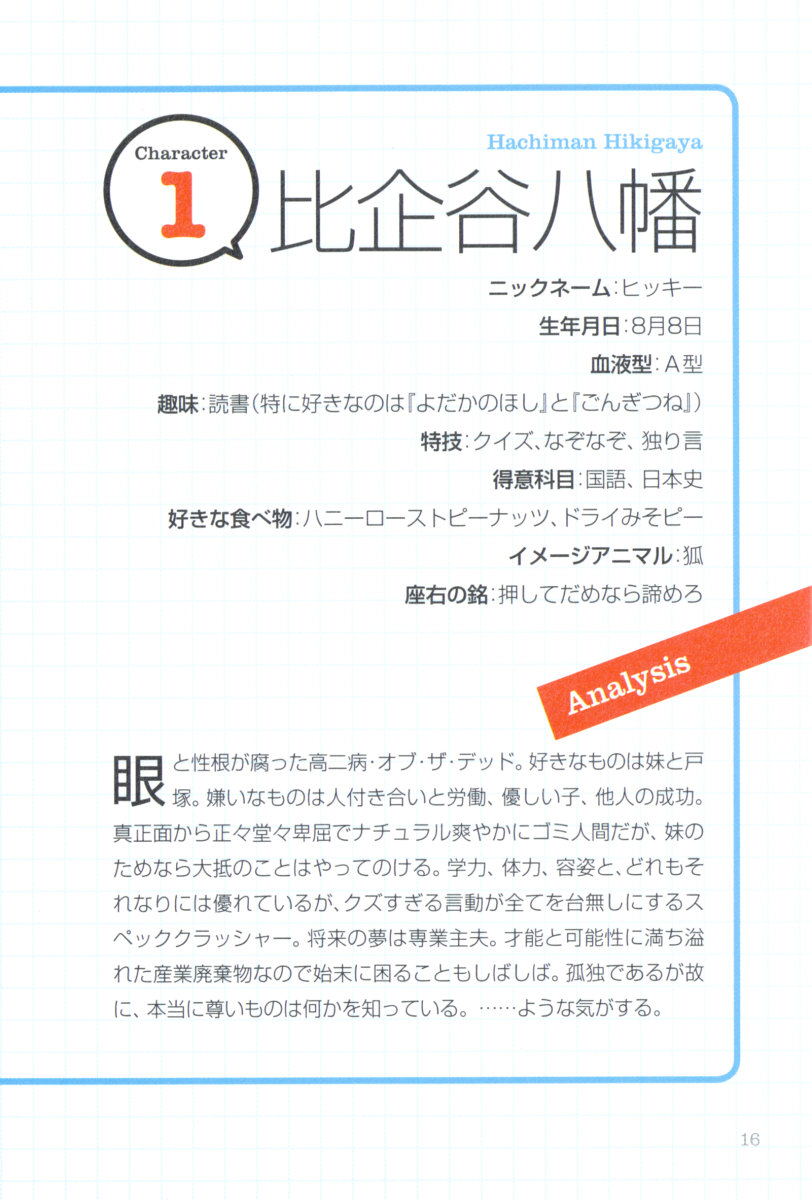 Hachiman Hikigaya
Character
1
比企谷八幡
ニックネーム:ヒッキー
生年月日:8月8日
血液型:A型
趣味:読書(特に好きなのは『よだかのほし』と『ごんぎつね』)
特技:クイズ、なぞなぞ、独り言
得意科目:国語、日本史
好きな食べ物:ハニーローストピーナッツ、ドライみそピー
イメージアニマル:狐
座右の銘:押してだめなら諦めろ
Analysis
眼と性根が腐った高二病・オブ・ザ・デッド。好きなものは妹と戸
塚。嫌いなものは人付き合いと労働、優しい子、他人の成功。
真正面から正々堂々卑屈でナチュラル爽やかにゴミ人間だが、妹の
ためなら大抵のことはやってのける。学力、体力、容姿と、どれもそ
れなりには優れているが、クズすぎる言動が全てを台無しにするス
ペッククラッシャー。将来の夢は専業主夫。才能と可能性に満ち溢
れた産業廃棄物なので始末に困ることもしばしば。孤独であるが故
に、本当に尊いものは何かを知っている。……ような気がする。
16